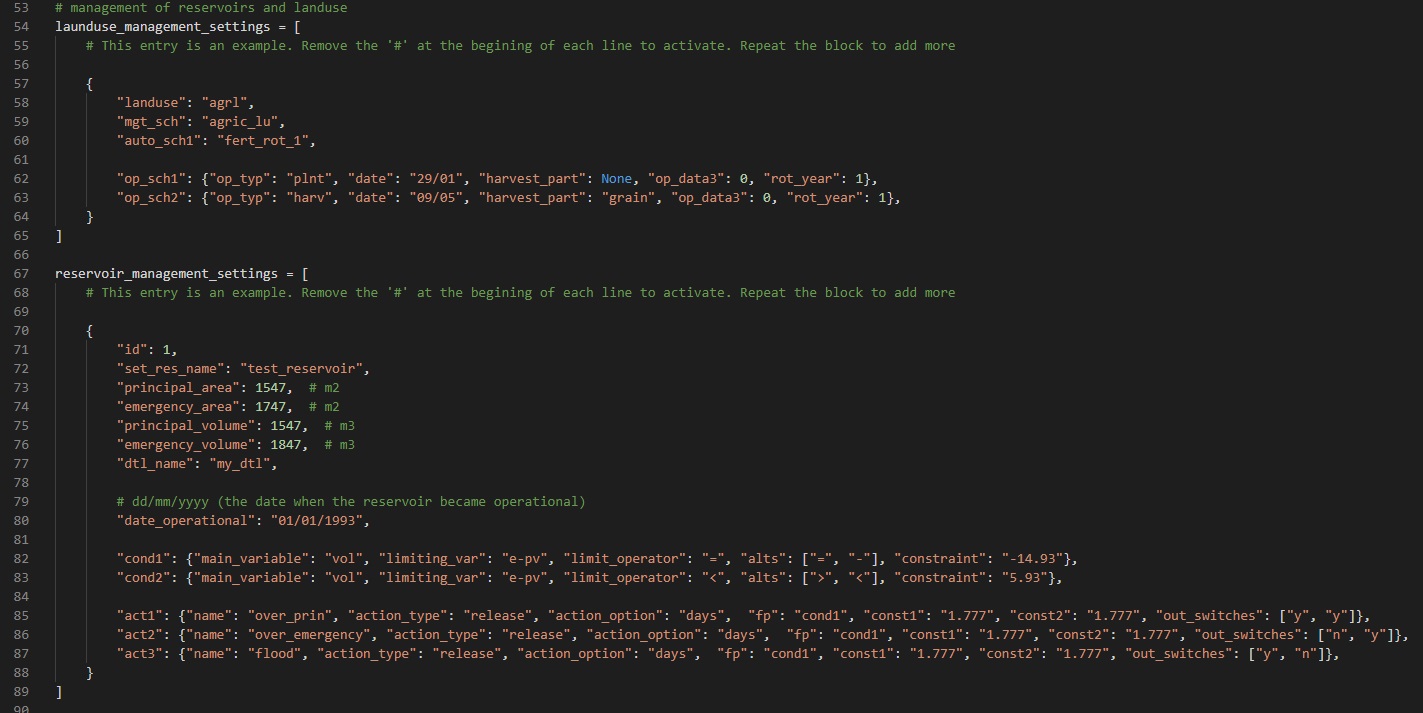 53 # management of reservoirs and landuse
54 launduse_management_settings = [
55     # This entry is an example. Remove the '#' at the begining of each line to activate. Repeat the block to add more
56
57     {
58         "landuse": "agrl",
59         "mgt_sch": "agric_lu",
60         "auto_sch1": "fert_rot_1",
61
62         "op_sch1": {"op_typ": "plnt", "date": "29/01", "harvest_part": None, "op_data3": 0, "rot_year": 1},
63         "op_sch2": {"op_typ": "harv", "date": "09/05", "harvest_part": "grain", "op_data3": 0, "rot_year": 1},
64     }
65 ]
66
67 reservoir_management_settings = [
68     # This entry is an example. Remove the '#' at the begining of each line to activate. Repeat the block to add more
69
70     {
71         "id": 1,
72         "set_res_name": "test_reservoir",
73         "principal_area": 1547,  # m2
74         "emergency_area": 1747,  # m2
75         "principal_volume": 1547,  # m3
76         "emergency_volume": 1847,  # m3
77         "dtl_name": "my_dtl",
78
79         # dd/mm/yyyy (the date when the reservoir became operational)
80         "date_operational": "01/01/1993",
81
82         "cond1": {"main_variable": "vol", "limiting_var": "e-pv", "limit_operator": "=", "alts": ["=", "-"], "constraint": "-14.93"},
83         "cond2": {"main_variable": "vol", "limiting_var": "e-pv", "limit_operator": "<", "alts": [">", "<"], "constraint": "5.93"},
84
85         "act1": {"name": "over_prin", "action_type": "release", "action_option": "days",  "fp": "cond1", "const1": "1.777", "const2": "1.777", "out_switches": ["y", "y"]},
86         "act2": {"name": "over_emergency", "action_type": "release", "action_option": "days",  "fp": "cond1", "const1": "1.777", "const2": "1.777", "out_switches": ["n", "y"]},
87         "act3": {"name": "flood", "action_type": "release", "action_option": "days",  "fp": "cond1", "const1": "1.777", "const2": "1.777", "out_switches": ["y", "n"]},
88     }
89 ]
90